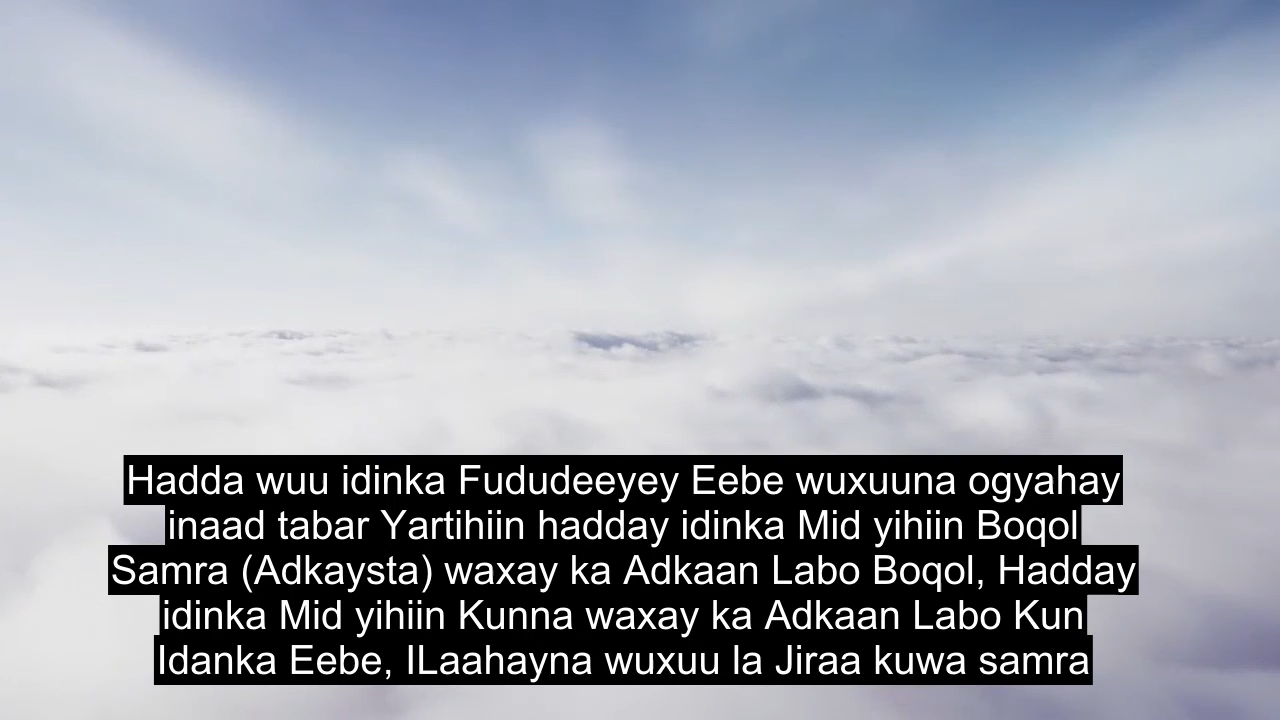 Hadda wuu idinka Fududeeyey Eebe wuxuuna ogyahay
inaad tabar Yartihiin hadday idinka Mid yihiin Boqol
Samra (Adkaysta) waxay ka Adkaan Labo Boqol, Hadday
idinka Mid yihiin Kunna waxay ka Adkaan Labo Kun
Idanka Eebe, ILaahayna wuxuu la Jiraa kuwa samra